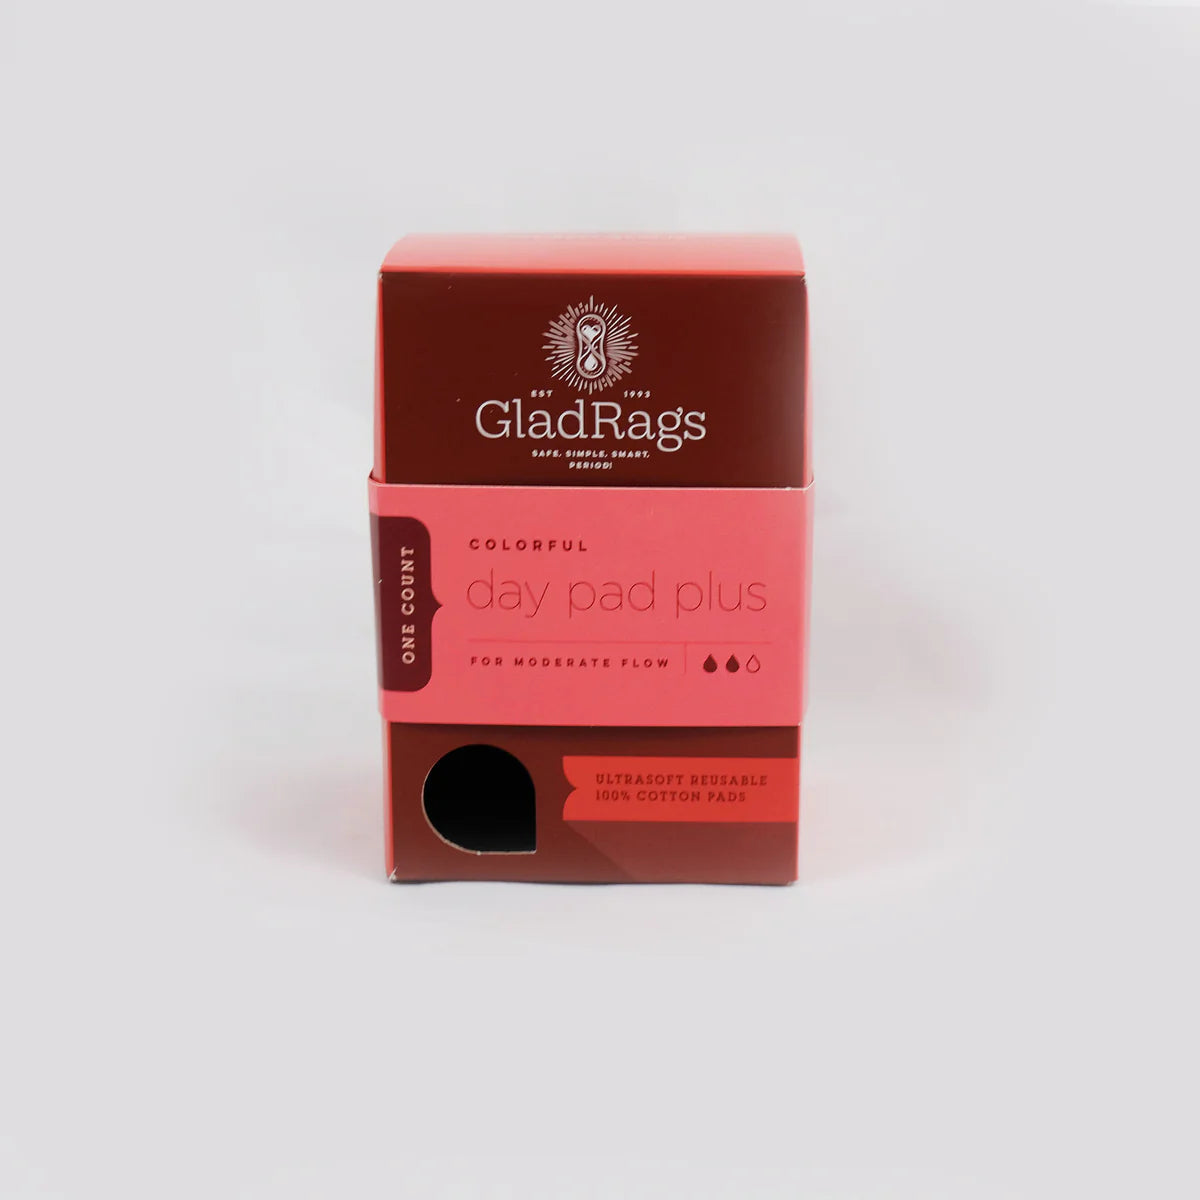 EST 1993
GladRags
SAFE. SIMPLE. SMART.
PERIOD!
ONE COUNT
COLORFUL
day pad plus
FOR MODERATE FLOW
ULTRASOFT REUSABLE
100% COTTON PADS